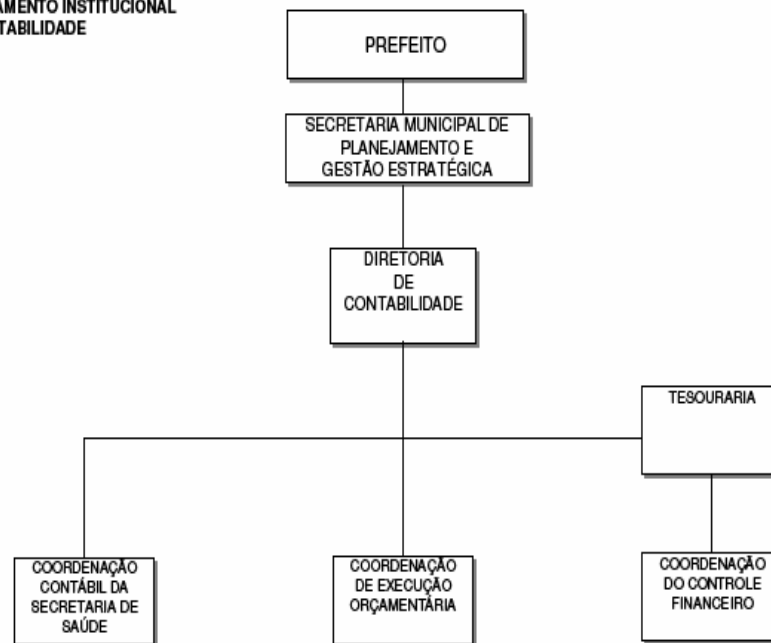 INSTITUCIONAL
PREFEITO
SECRETARIA MUNICIPAL DE
PLANEJAMENTO E
GESTÃO ESTRATÉGICA
DIRETORIA
DE
CONTABILIDADE
TESOURARIA
COORDENAÇÃO
CONTÁBIL DA
SECRETARIA DE
SAÚDE
COORDENAÇÃO
DE EXECUÇÃO
ORÇAMENTÁRIA
COORDENAÇÃO
DO CONTROLE
FINANCEIRO